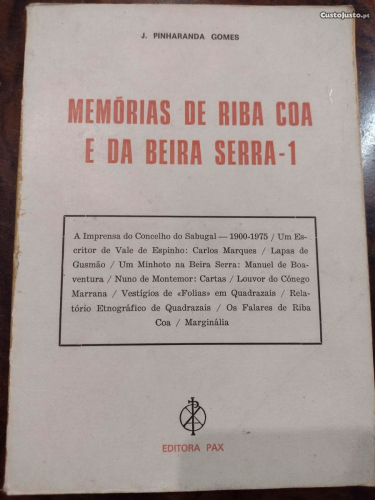 CustoJusto.pt
J. PINHARANDA GOMES
MEMÓRIAS DE RIBA COA
E DA BEIRA SERRA-1
A Imprensa do Concelho do Sabugal — 1900-1975 / Um Es-
critor de Vale de Espinho: Carlos Marques / Lapas de
Gusmão / Um Minhoto na Beira Serra: Manuel de Boa-
ventura / Nuno de Montemor: Cartas / Louvor do Cônego
Marrana / Vestígios de «Folias» em Quadrazais / Rela-
tório Etnográfico de Quadrazais / Os Falares de Riba
Coa / Marginália
EDITORA PAX